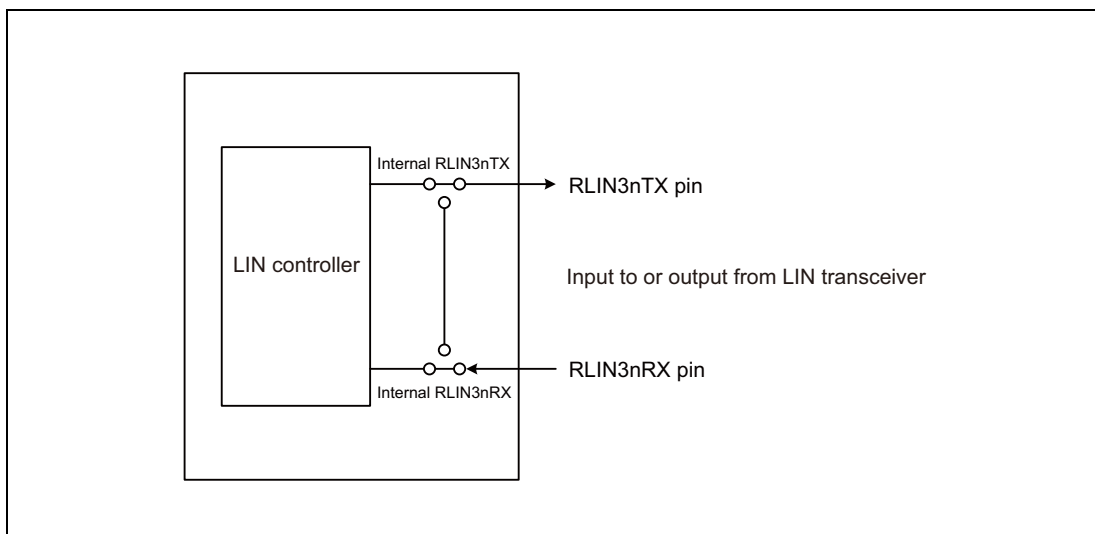 Internal RLIN3nTX
RLIN3nTX pin
LIN controller
Input to or output from LIN transceiver
RLIN3nRX pin
Internal RLIN3nRX